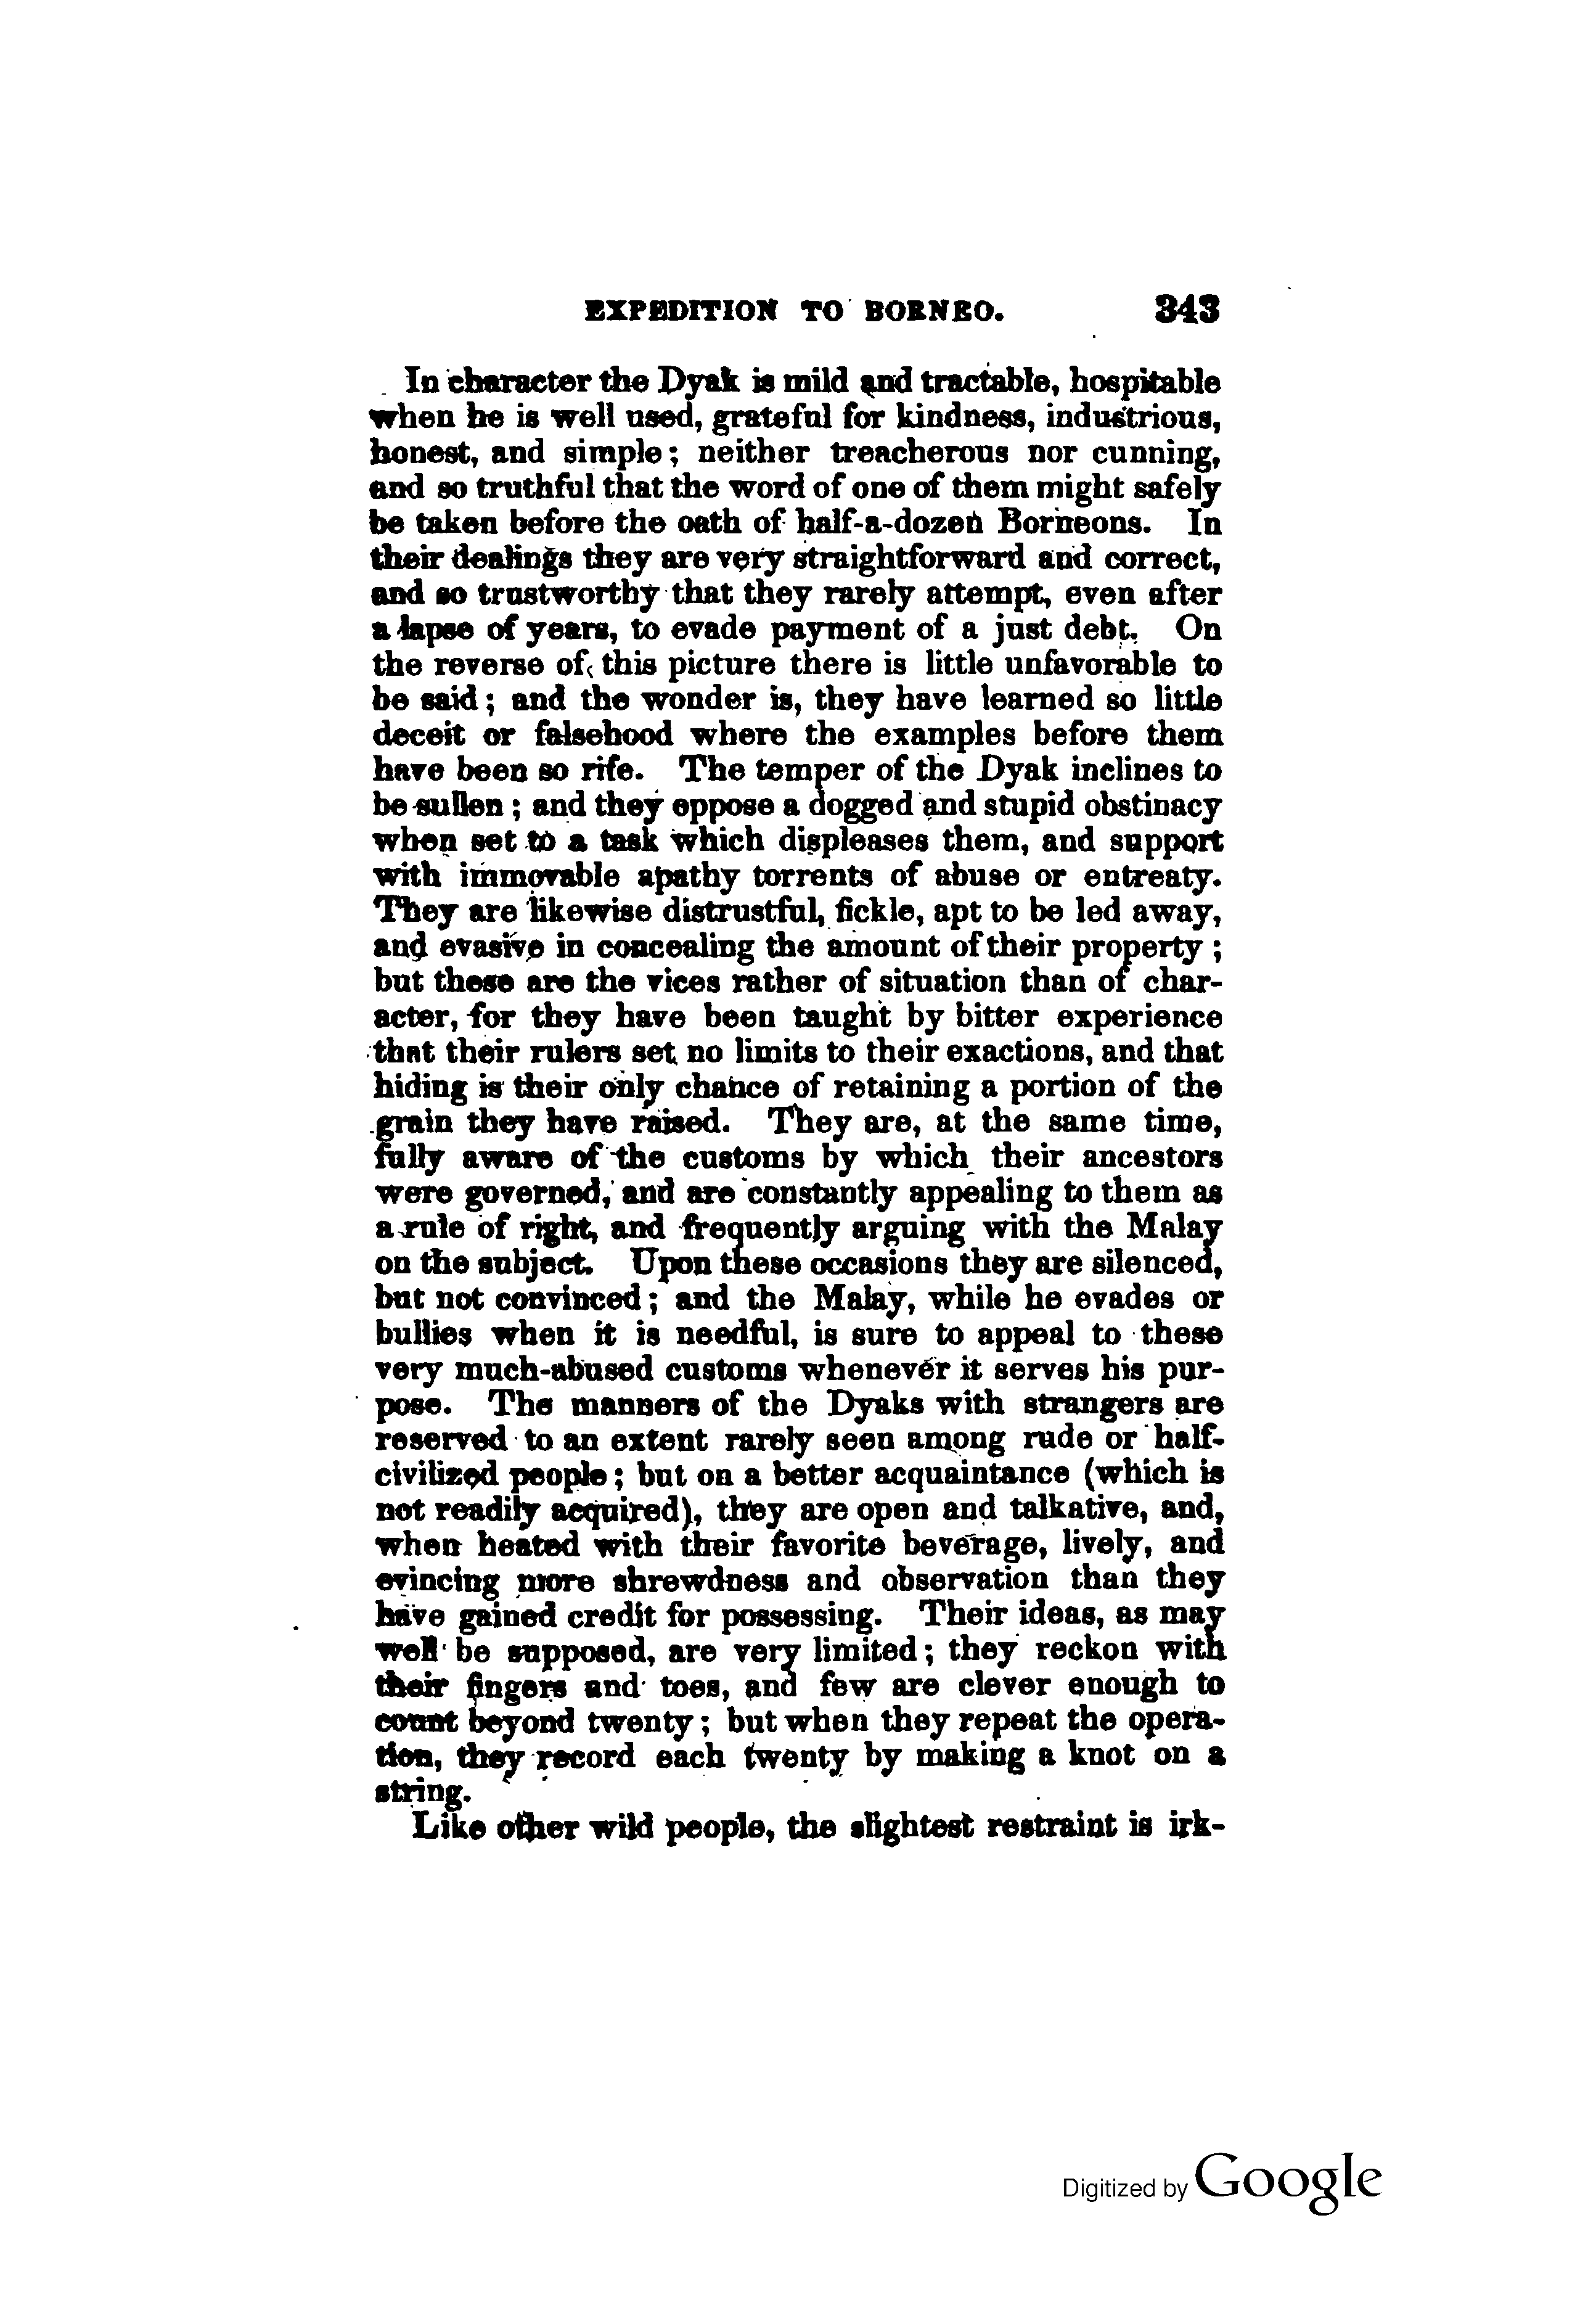 EXPEDITION TO BORNEO. 343
In character the Dyak is mild and tractable, hospitable
when he is well used, grateful for kindness, industrious,
honest, and simple; neither treacherous nor cunning,
and so truthful that the word of one of them might safely
be taken before the oath of half-a-dozen Borneons. In
their dealings they are very straightforward and correct,
and so trustworthy that they rarely attempt, even after
a lapse of years, to evade payment of a just debt. On
the reverse of this picture there is little unfavorable to
be said; and the wonder is, they have learned so little
deceit or falsehood where the examples before them
have been so rife. The temper of the Dyak inclines to
be sullen; and they oppose a dogged and stupid obstinacy
when set to a task which displeases them, and support
with immovable apathy torrents of abuse or entreaty.
They are likewise distrustful, fickle, apt to be led away,
and evasive in concealing the amount of their property;
but these are the vices rather of situation than of char-
acter, for they have been taught by bitter experience
that their rulers set no limits to their exactions, and that
hiding is their only chance of retaining a portion of the
grain they have raised. They are, at the same time,
fully aware of the customs by which their ancestors
were governed, and are constantly appealing to them as
a rule of right, and frequently arguing with the Malay
on the subject. Upon these occasions they are silenced,
but not convinced; and the Malay, while he evades or
bullies when it is needful, is sure to appeal to these
very much-abused customs whenever it serves his pur-
pose. The manners of the Dyaks with strangers are
reserved to an extent rarely seen among rude or half-
civilized people; but on a better acquaintance (which is
not readily acquired), they are open and talkative, and,
when heated with their favorite beverage, lively, and
evincing more shrewdness and observation than they
have gained credit for possessing. Their ideas, as may
well be supposed, are very limited; they reckon with
their fingers and toes, and few are clever enough to
count beyond twenty; but when they repeat the opera-
tion, they record each twenty by making a knot on a
string.
Like other wild people, the slightest restraint is irk-
Digitized by Google